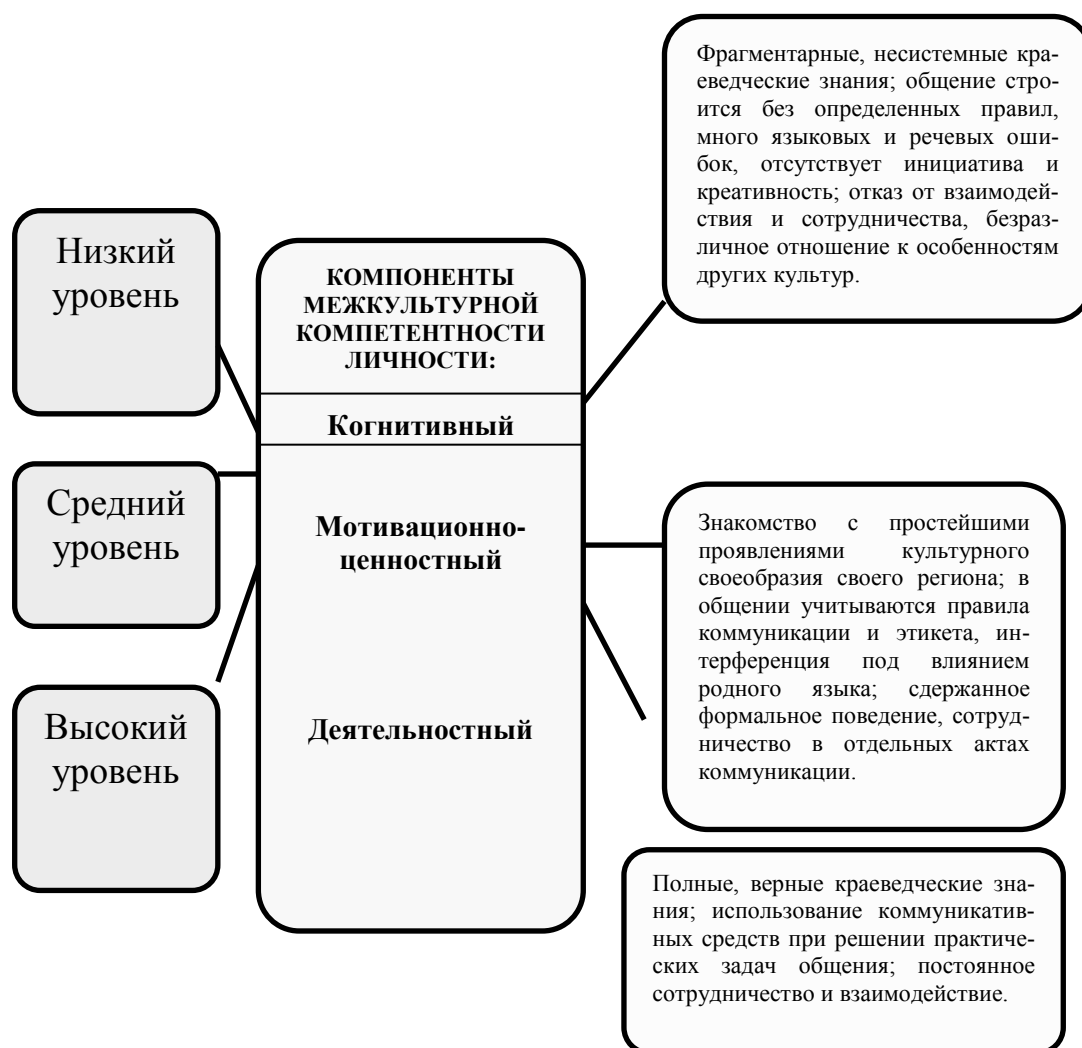 Низкий
уровень
Средний
уровень
Высокий
уровень
КОМПОНЕНТЫ
МЕЖКУЛЬТУРНОЙ
КОМПЕТЕНТНОСТИ
ЛИЧНОСТИ:
Когнитивный
Мотивационно-
ценностный
Деятельностный
Фрагментарные, несистемные кра-
еведческие знания; общение стро-
ится без определенных правил,
много языковых и речевых оши-
бок, отсутствует инициатива и
креативность; отказ от взаимодей-
ствия и сотрудничества, безраз-
личное отношение к особенностям
других культур.
Знакомство с простейшими
проявлениями культурного
своеобразия своего региона; в
общении учитываются правила
коммуникации и этикета, ин-
терференция под влиянием
родного языка; сдержанное
формальное поведение, сотруд-
ничество в отдельных актах
коммуникации.
Полные, верные краеведческие зна-
ния; использование коммуникатив-
ных средств при решении практиче-
ских задач общения; постоянное
сотрудничество и взаимодействие.